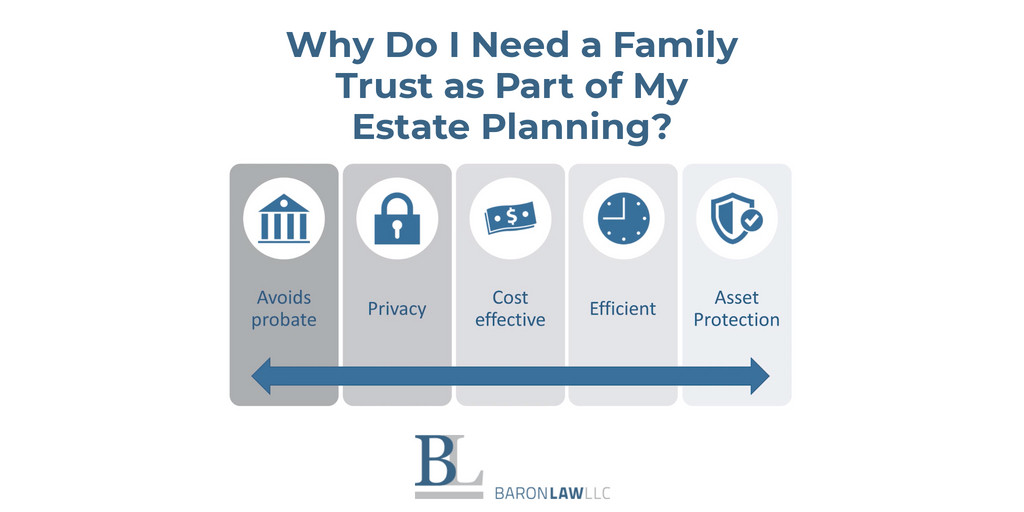 Why Do I Need a Family
Trust as Part of My
Estate Planning?
$
Avoids
probate
Privacy
Cost
effective
Efficient
Asset
Protection
BL
BARONLAWLLC